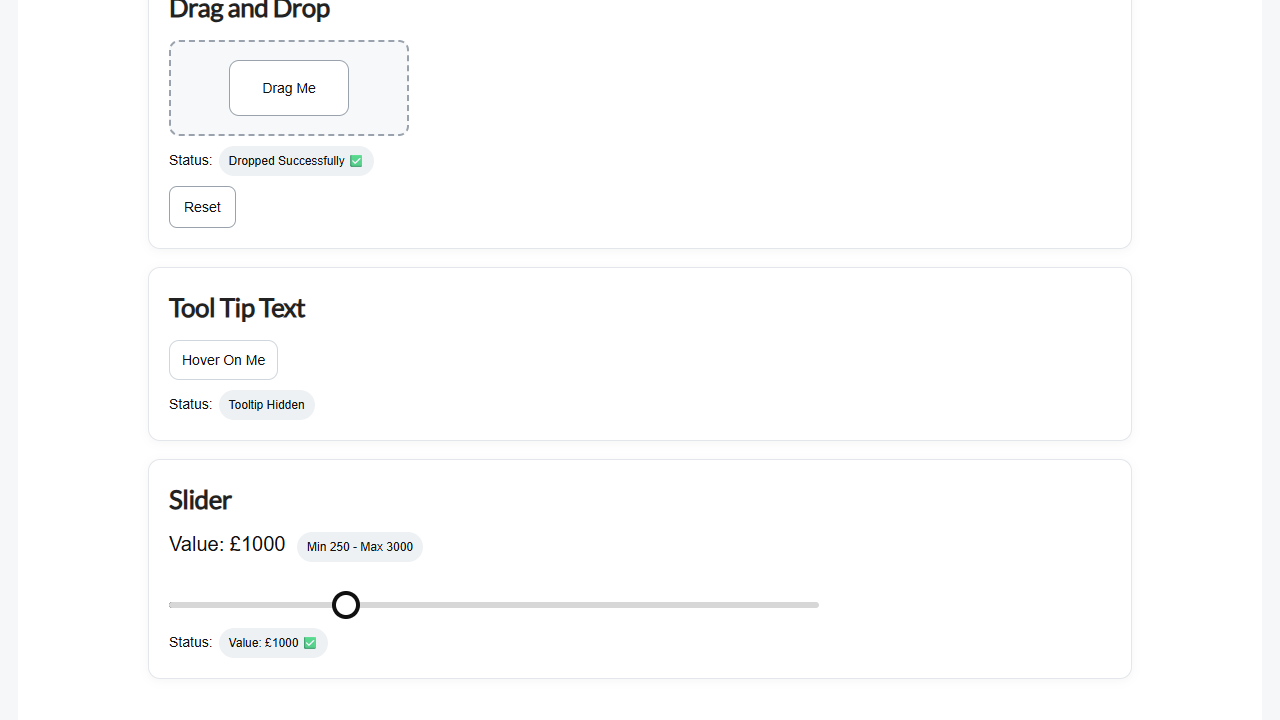 Drag and Drop
Drag Me
Status: Dropped Successfully ✅
Reset
Tool Tip Text
Hover On Me
Status: Tooltip Hidden
Slider
Value: £1000 Min 250 - Max 3000
Status: Value: £1000 ✅